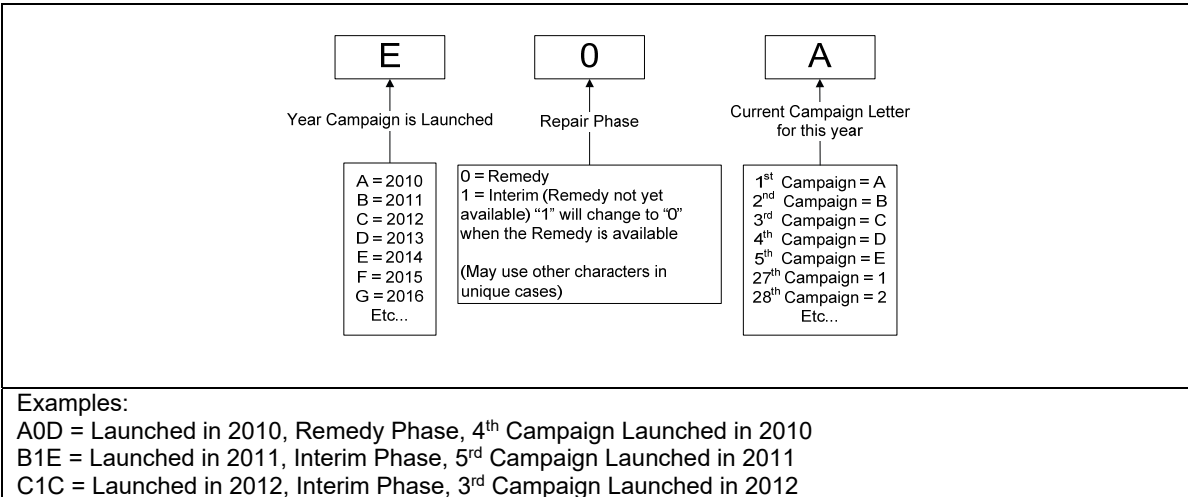 E 0 A
Year Campaign is Launched
Repair Phase
Current Campaign Letter
for this year
A = 2010
B = 2011
C = 2012
D = 2013
E = 2014
F = 2015
G = 2016
Etc...
0 = Remedy
1 = Interim (Remedy not yet
available) “1” will change to “0”
when the Remedy is available
(May use other characters in
unique cases)
1st Campaign = A
2nd Campaign = B
3rd Campaign = C
4th Campaign = D
5th Campaign = E
27th Campaign = 1
28th Campaign = 2
Etc...
Examples:
A0D = Launched in 2010, Remedy Phase, 4th Campaign Launched in 2010
B1E = Launched in 2011, Interim Phase, 5rd Campaign Launched in 2011
C1C = Launched in 2012, Interim Phase, 3rd Campaign Launched in 2012